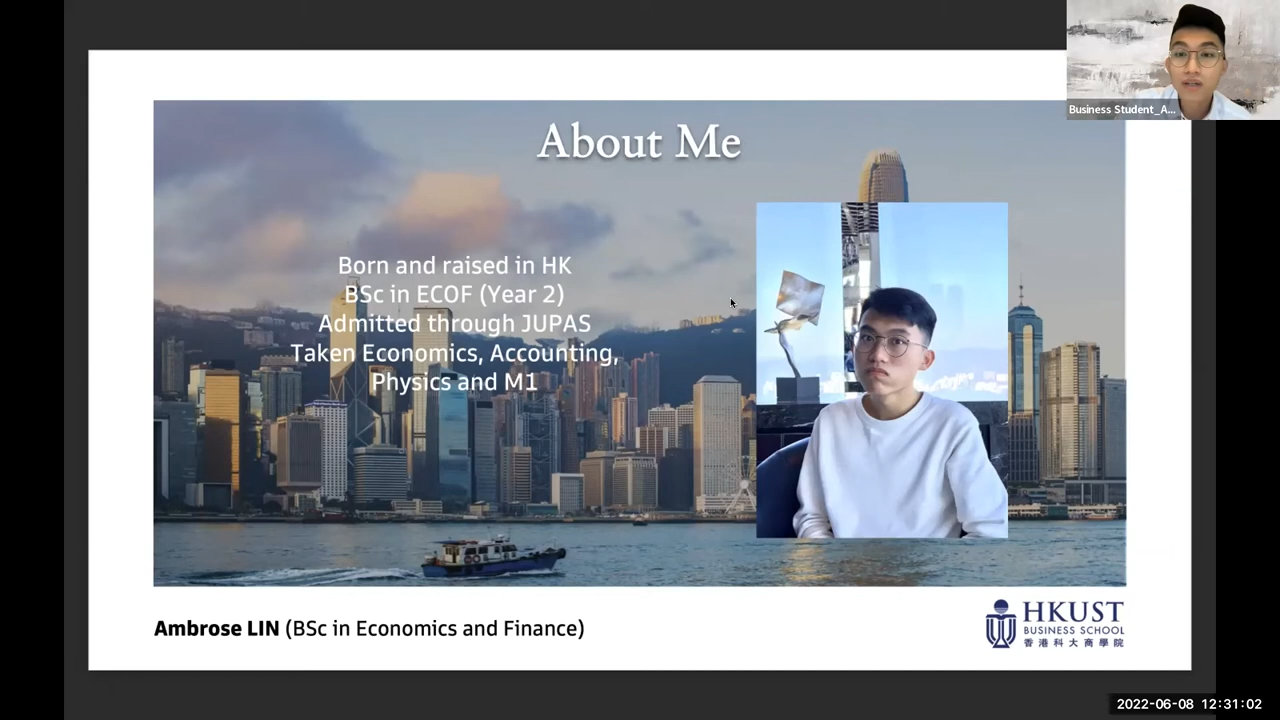 Business Student_A...
About Me
Born and raised in HK
BSc in ECOF (Year 2)
Admitted through JUPAS
Taken Economics, Accounting,
Physics and M1
Ambrose LIN (BSc in Economics and Finance)
HKUST
BUSINESS SCHOOL
香港科大商學院
2022-06-08 12:31:02